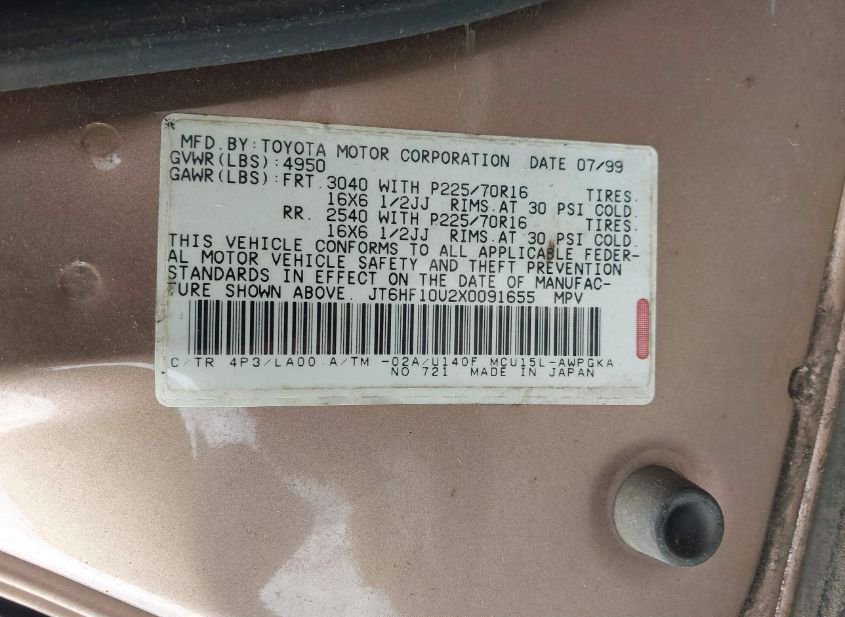 MFD. BY: TOYOTA MOTOR CORPORATION DATE 07/99
GVWR(LBS): 4950
GAWR(LBS): FRT. 3040 WITH P225/70R16 TIRES.
16X6 1/2JJ RIMS. AT 30 PSI COLD.
RR. 2540 WITH P225/70R16 TIRES.
16X6 1/2JJ RIMS. AT 30 PSI COLD.
THIS VEHICLE CONFORMS TO ALL APPLICABLE FEDER-
AL MOTOR VEHICLE SAFETY AND THEFT PREVENTION
STANDARDS IN EFFECT ON THE DATE OF MANUFAC-
TURE SHOWN ABOVE. JT6HF10U2X0091655 MPV
C/TR 4P3/LA00 A/TM -02A/U140F MCU15L-AWPGKA
NO 721 MADE IN JAPAN